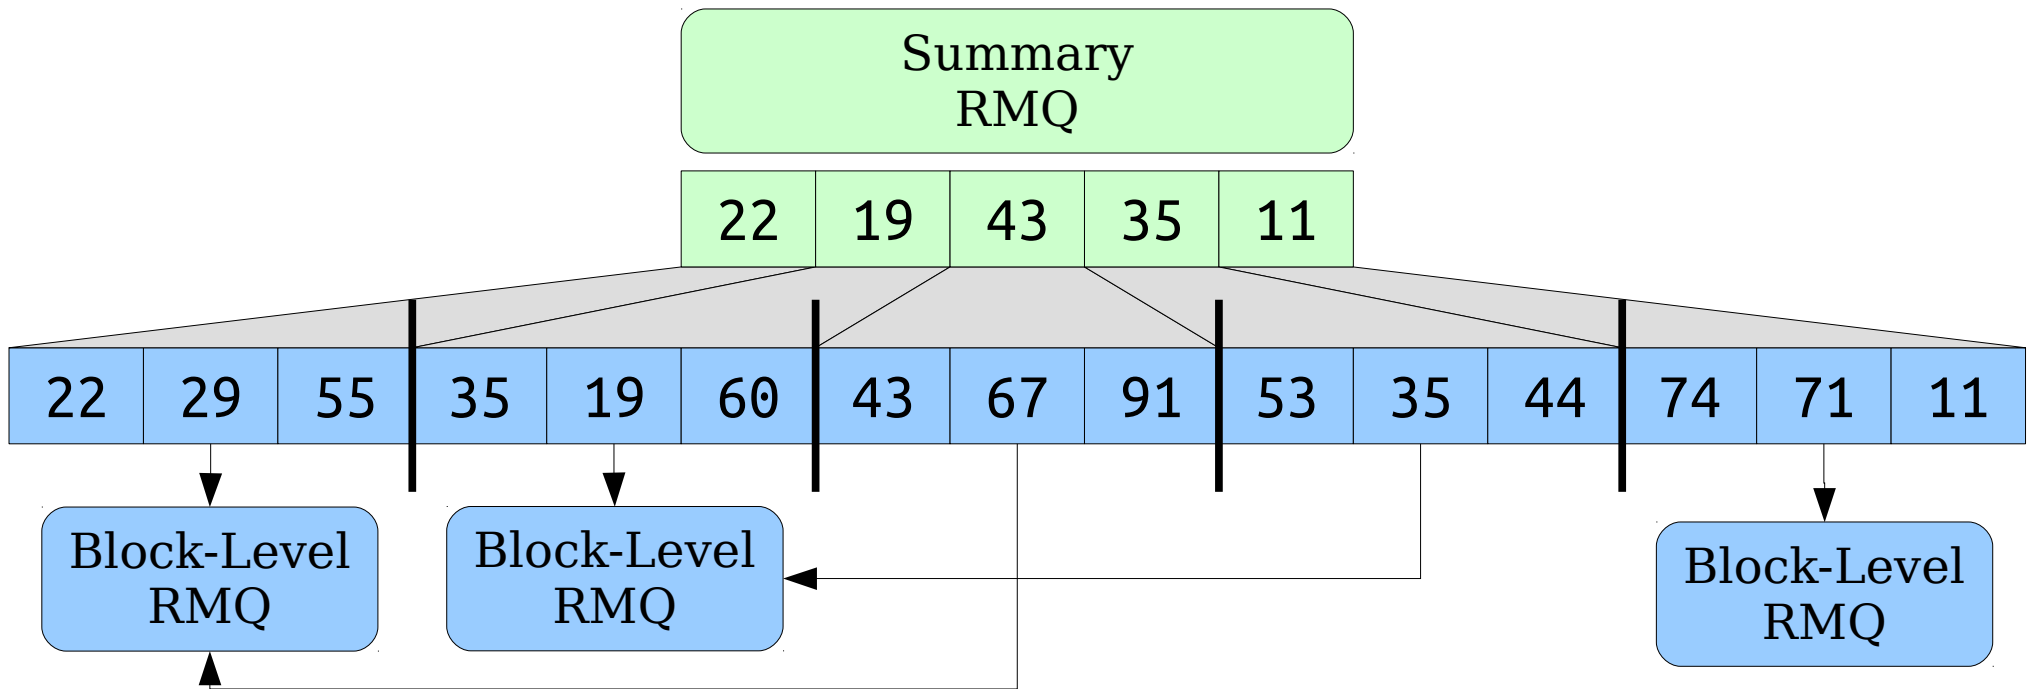 Summary
RMQ
22 19 43 35 11
22 29 55 35 19 60 43 67 91 53 35 44 74 71 11
Block-Level
RMQ
Block-Level
RMQ
Block-Level
RMQ